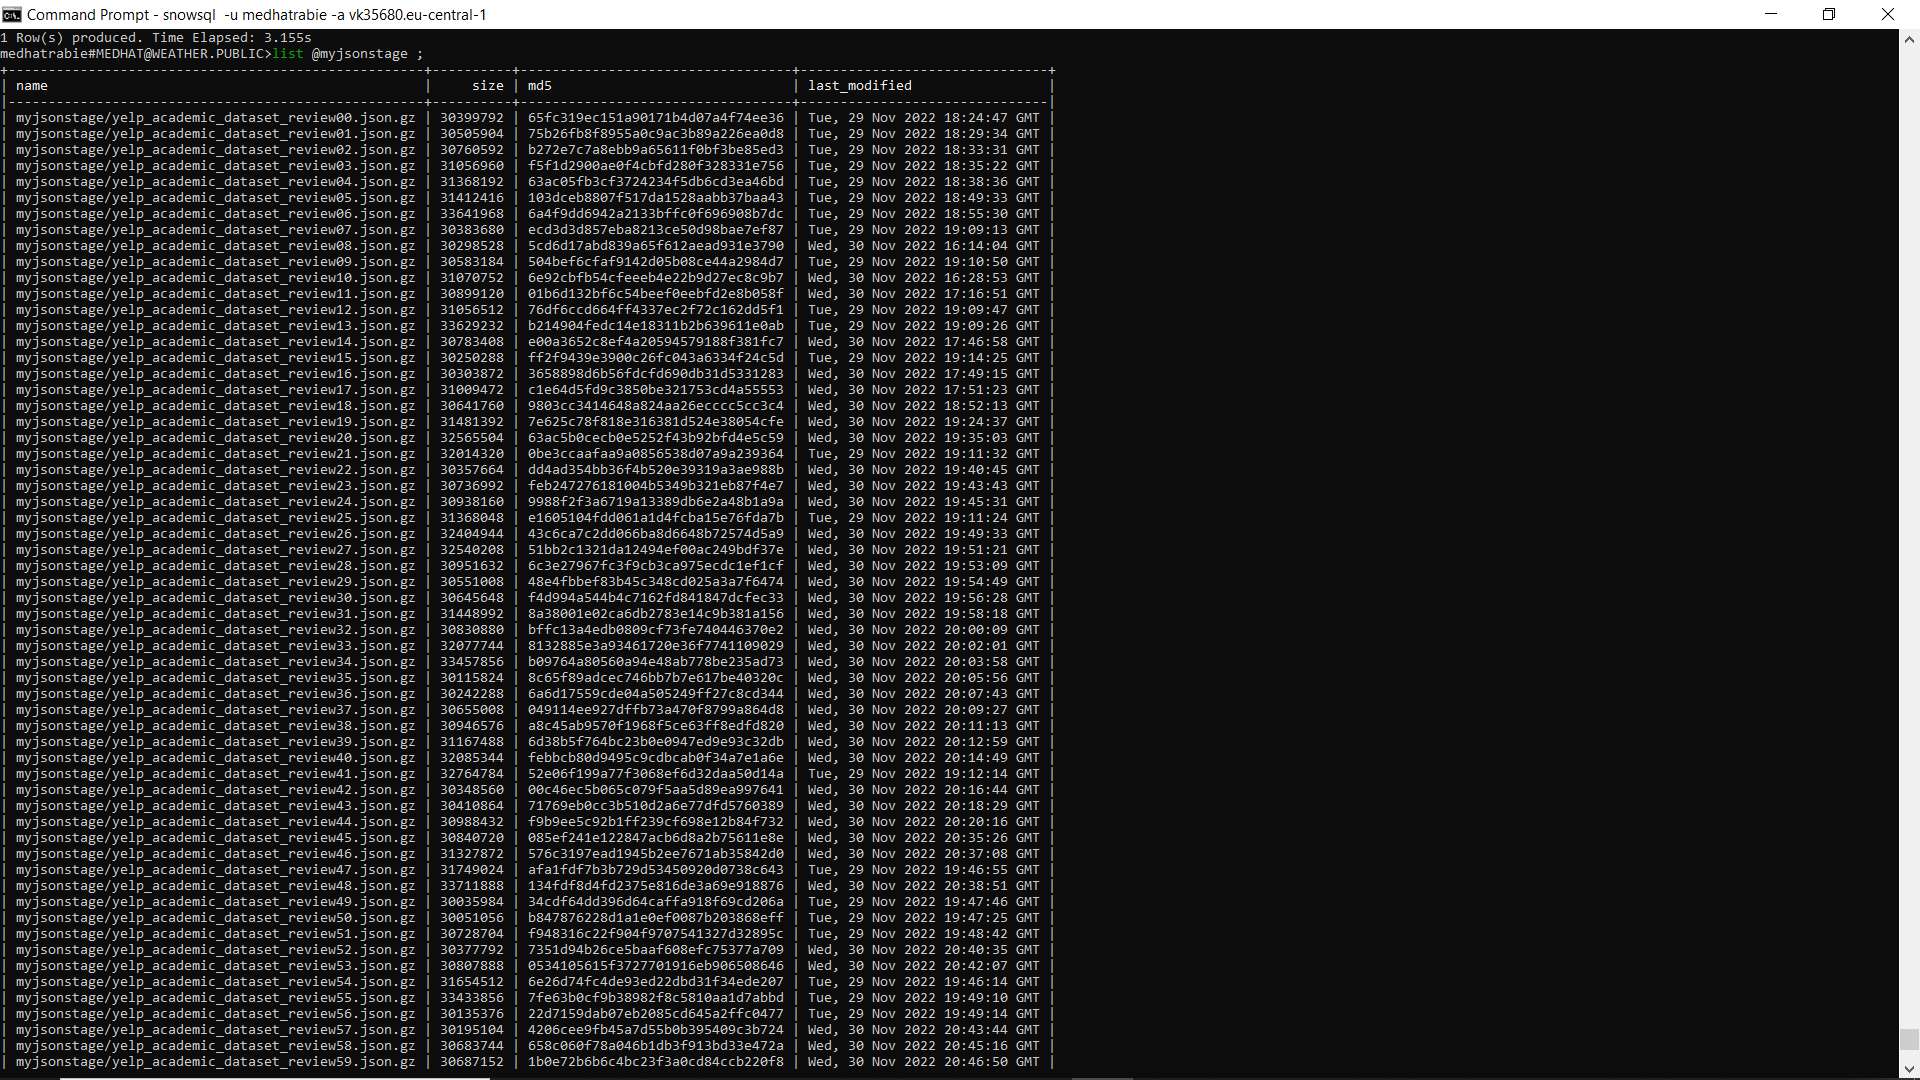 Command Prompt - snowsql  -u medhatrabie -a vk35680.eu-central-1
1 Row(s) produced. Time Elapsed: 3.155s
medhatrabie#MEDHAT@WEATHER.PUBLIC>list @myjsonstage ;
| name | size | md5 | last_modified |
| myjsonstage/yelp_academic_dataset_review00.json.gz | 30399792 | 65fc319ec151a90171b4d07a4f74ee36 | Tue, 29 Nov 2022 18:24:47 GMT |
| myjsonstage/yelp_academic_dataset_review01.json.gz | 30505904 | 75b26fb8f8955a0c9ac3b89a226ea0d8 | Tue, 29 Nov 2022 18:29:34 GMT |
| myjsonstage/yelp_academic_dataset_review02.json.gz | 30760592 | b272e7c7a8ebb9a65611f0bf3be85ed3 | Tue, 29 Nov 2022 18:33:31 GMT |
| myjsonstage/yelp_academic_dataset_review03.json.gz | 31056960 | f5f1d2900ae0f4cbfd280f328331e756 | Tue, 29 Nov 2022 18:35:22 GMT |
| myjsonstage/yelp_academic_dataset_review04.json.gz | 31368192 | 63ac05fb3cf3724234f5db6cd3ea46bd | Tue, 29 Nov 2022 18:38:36 GMT |
| myjsonstage/yelp_academic_dataset_review05.json.gz | 31412416 | 103dceb8807f517da1528aabb37baa43 | Tue, 29 Nov 2022 18:49:33 GMT |
| myjsonstage/yelp_academic_dataset_review06.json.gz | 33641968 | 6a4f9dd6942a2133bffc0f696908b7dc | Tue, 29 Nov 2022 18:55:30 GMT |
| myjsonstage/yelp_academic_dataset_review07.json.gz | 30383680 | ecd3d3d857eba8213ce50d98bae7ef87 | Tue, 29 Nov 2022 19:09:13 GMT |
| myjsonstage/yelp_academic_dataset_review08.json.gz | 30298528 | 5cd6d17abd839a65f612aead931e3790 | Wed, 30 Nov 2022 16:14:04 GMT |
| myjsonstage/yelp_academic_dataset_review09.json.gz | 30583184 | 504bef6cfaf9142d05b08ce44a2984d7 | Tue, 29 Nov 2022 19:10:50 GMT |
| myjsonstage/yelp_academic_dataset_review10.json.gz | 31070752 | 6e92cbfb54cfeeeb4e22b9d27ec8c9b7 | Wed, 30 Nov 2022 16:28:53 GMT |
| myjsonstage/yelp_academic_dataset_review11.json.gz | 30899120 | 01b6d132bf6c54beef0eebfd2e8b058f | Wed, 30 Nov 2022 17:16:51 GMT |
| myjsonstage/yelp_academic_dataset_review12.json.gz | 31056512 | 76df6ccd664ff4337ec2f72c162dd5f1 | Tue, 29 Nov 2022 19:09:47 GMT |
| myjsonstage/yelp_academic_dataset_review13.json.gz | 33629232 | b214904fedc14e18311b2b639611e0ab | Tue, 29 Nov 2022 19:09:26 GMT |
| myjsonstage/yelp_academic_dataset_review14.json.gz | 30783408 | e00a3652c8ef4a20594579188f381fc7 | Wed, 30 Nov 2022 17:46:58 GMT |
| myjsonstage/yelp_academic_dataset_review15.json.gz | 30250288 | ff2f9439e3900c26fc043a6334f24c5d | Tue, 29 Nov 2022 19:14:25 GMT |
| myjsonstage/yelp_academic_dataset_review16.json.gz | 30303872 | 3658898d6b56fdcfd690db31d5331283 | Wed, 30 Nov 2022 17:49:15 GMT |
| myjsonstage/yelp_academic_dataset_review17.json.gz | 31009472 | c1e64d5fd9c3850be321753cd4a55553 | Wed, 30 Nov 2022 17:51:23 GMT |
| myjsonstage/yelp_academic_dataset_review18.json.gz | 30641760 | 9803cc3414648a824aa26ecccc5cc3c4 | Wed, 30 Nov 2022 18:52:13 GMT |
| myjsonstage/yelp_academic_dataset_review19.json.gz | 31481392 | 7e625c78f818e316381d524e38054cfe | Wed, 30 Nov 2022 19:24:37 GMT |
| myjsonstage/yelp_academic_dataset_review20.json.gz | 32565504 | 63ac5b0cecb0e5252f43b92bfd4e5c59 | Wed, 30 Nov 2022 19:35:03 GMT |
| myjsonstage/yelp_academic_dataset_review21.json.gz | 32014320 | 0be3ccaafaa9a0856538d07a9a239364 | Tue, 29 Nov 2022 19:11:32 GMT |
| myjsonstage/yelp_academic_dataset_review22.json.gz | 30357664 | dd4ad354bb36f4b520e39319a3ae988b | Wed, 30 Nov 2022 19:40:45 GMT |
| myjsonstage/yelp_academic_dataset_review23.json.gz | 30736992 | feb247276181004b5349b321eb87f4e7 | Wed, 30 Nov 2022 19:43:43 GMT |
| myjsonstage/yelp_academic_dataset_review24.json.gz | 30938160 | 9988f2f3a6719a13389db6e2a48b1a9a | Wed, 30 Nov 2022 19:45:31 GMT |
| myjsonstage/yelp_academic_dataset_review25.json.gz | 31368048 | e1605104fdd061a1d4fcba15e76fda7b | Tue, 29 Nov 2022 19:11:24 GMT |
| myjsonstage/yelp_academic_dataset_review26.json.gz | 32404944 | 43c6ca7c2dd066ba8d6648b72574d5a9 | Wed, 30 Nov 2022 19:49:33 GMT |
| myjsonstage/yelp_academic_dataset_review27.json.gz | 32540208 | 51bb2c1321da12494ef00ac249bdf37e | Wed, 30 Nov 2022 19:51:21 GMT |
| myjsonstage/yelp_academic_dataset_review28.json.gz | 30951632 | 6c3e27967fc3f9cb3ca975ecdc1ef1cf | Wed, 30 Nov 2022 19:53:09 GMT |
| myjsonstage/yelp_academic_dataset_review29.json.gz | 30551008 | 48e4fbbef83b45c348cd025a3a7f6474 | Wed, 30 Nov 2022 19:54:49 GMT |
| myjsonstage/yelp_academic_dataset_review30.json.gz | 30645648 | f4d994a544b4c7162fd841847dcfec33 | Wed, 30 Nov 2022 19:56:28 GMT |
| myjsonstage/yelp_academic_dataset_review31.json.gz | 31448992 | 8a38001e02ca6db2783e14c9b381a156 | Wed, 30 Nov 2022 19:58:18 GMT |
| myjsonstage/yelp_academic_dataset_review32.json.gz | 30830880 | bffc13a4edb0809cf73fe740446370e2 | Wed, 30 Nov 2022 20:00:09 GMT |
| myjsonstage/yelp_academic_dataset_review33.json.gz | 32077744 | 8132885e3a93461720e36f7741109029 | Wed, 30 Nov 2022 20:02:01 GMT |
| myjsonstage/yelp_academic_dataset_review34.json.gz | 33457856 | b09764a80560a94e48ab778be235ad73 | Wed, 30 Nov 2022 20:03:58 GMT |
| myjsonstage/yelp_academic_dataset_review35.json.gz | 30115824 | 8c65f89adcec746bb7b7e617be40320c | Wed, 30 Nov 2022 20:05:56 GMT |
| myjsonstage/yelp_academic_dataset_review36.json.gz | 30242288 | 6a6d17559cde04a505249ff27c8cd344 | Wed, 30 Nov 2022 20:07:43 GMT |
| myjsonstage/yelp_academic_dataset_review37.json.gz | 30655008 | 049114ee927dffb73a470f8799a864d8 | Wed, 30 Nov 2022 20:09:27 GMT |
| myjsonstage/yelp_academic_dataset_review38.json.gz | 30946576 | a8c45ab9570f1968f5ce63ff8edfd820 | Wed, 30 Nov 2022 20:11:13 GMT |
| myjsonstage/yelp_academic_dataset_review39.json.gz | 31167488 | 6d38b5f764bc23b0e0947ed9e93c32db | Wed, 30 Nov 2022 20:12:59 GMT |
| myjsonstage/yelp_academic_dataset_review40.json.gz | 32085344 | febbcb80d9495c9cdbcab0f34a7e1a6e | Wed, 30 Nov 2022 20:14:49 GMT |
| myjsonstage/yelp_academic_dataset_review41.json.gz | 32764784 | 52e06f199a77f3068ef6d32daa50d14a | Tue, 29 Nov 2022 19:12:14 GMT |
| myjsonstage/yelp_academic_dataset_review42.json.gz | 30348560 | 00c46ec5b065c079f5aa5d89ea997641 | Wed, 30 Nov 2022 20:16:44 GMT |
| myjsonstage/yelp_academic_dataset_review43.json.gz | 30410864 | 71769eb0cc3b510d2a6e77dfd5760389 | Wed, 30 Nov 2022 20:18:29 GMT |
| myjsonstage/yelp_academic_dataset_review44.json.gz | 30988432 | f9b9ee5c92b1ff239cf698e12b84f732 | Wed, 30 Nov 2022 20:20:16 GMT |
| myjsonstage/yelp_academic_dataset_review45.json.gz | 30840720 | 085ef241e122847acb6d8a2b75611e8e | Wed, 30 Nov 2022 20:35:26 GMT |
| myjsonstage/yelp_academic_dataset_review46.json.gz | 31327872 | 576c3197ead1945b2ee7671ab35842d0 | Wed, 30 Nov 2022 20:37:08 GMT |
| myjsonstage/yelp_academic_dataset_review47.json.gz | 31749024 | afa1fdf7b3b729d53450920d0738c643 | Tue, 29 Nov 2022 19:46:55 GMT |
| myjsonstage/yelp_academic_dataset_review48.json.gz | 33711888 | 134fdf8d4fd2375e816de3a69e918876 | Wed, 30 Nov 2022 20:38:51 GMT |
| myjsonstage/yelp_academic_dataset_review49.json.gz | 30035984 | 34cdf64dd396d64caffa918f69cd206a | Tue, 29 Nov 2022 19:47:46 GMT |
| myjsonstage/yelp_academic_dataset_review50.json.gz | 30051056 | b847876228d1a1e0ef0087b203868eff | Tue, 29 Nov 2022 19:47:25 GMT |
| myjsonstage/yelp_academic_dataset_review51.json.gz | 30728704 | f948316c22f904f9707541327d32895c | Tue, 29 Nov 2022 19:48:42 GMT |
| myjsonstage/yelp_academic_dataset_review52.json.gz | 30377792 | 7351d94b26ce5baaf608efc75377a709 | Wed, 30 Nov 2022 20:40:35 GMT |
| myjsonstage/yelp_academic_dataset_review53.json.gz | 30807888 | 0534105615f3727701916eb906508646 | Wed, 30 Nov 2022 20:42:07 GMT |
| myjsonstage/yelp_academic_dataset_review54.json.gz | 31654512 | 6e26d74fc4de93ed22dbd31f34ede207 | Tue, 29 Nov 2022 19:46:14 GMT |
| myjsonstage/yelp_academic_dataset_review55.json.gz | 33433856 | 7fe63b0cf9b38982f8c5810aa1d7abbd | Tue, 29 Nov 2022 19:49:10 GMT |
| myjsonstage/yelp_academic_dataset_review56.json.gz | 30135376 | 22d7159dab07eb2085cd645a2ffc0477 | Tue, 29 Nov 2022 19:49:14 GMT |
| myjsonstage/yelp_academic_dataset_review57.json.gz | 30195104 | 4206cee9fb45a7d55b0b395409c3b724 | Wed, 30 Nov 2022 20:43:44 GMT |
| myjsonstage/yelp_academic_dataset_review58.json.gz | 30683744 | 658c060f78a046b1db3f913bd33e472a | Wed, 30 Nov 2022 20:45:16 GMT |
| myjsonstage/yelp_academic_dataset_review59.json.gz | 30687152 | 1b0e72b6b6c4bc23f3a0cd84ccb220f8 | Wed, 30 Nov 2022 20:46:50 GMT |